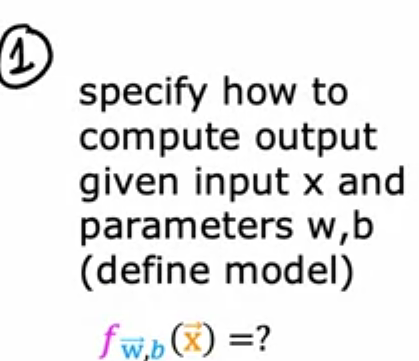 1
specify how to
compute output
given input x and
parameters w,b
(define model)
f w⃗,b (x⃗) =?